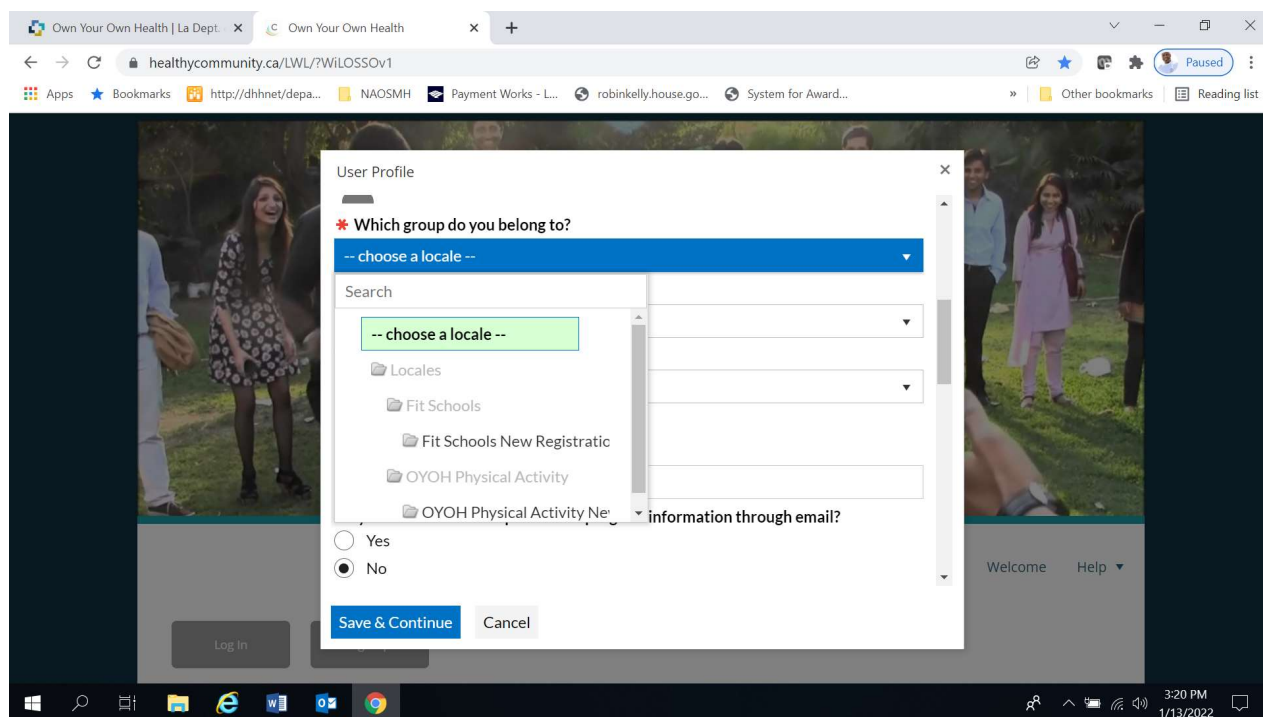 Own Your Own Health | La Dept.
Own Your Own Health
healthycommunity.ca/LWL/?WiLOSSOv1
Paused
Apps
Bookmarks
http://dhhnet/depa...
NAOSMH
Payment Works - L...
robinkelly.house.go...
System for Award...
»
Other bookmarks
Reading list
User Profile
* Which group do you belong to?
-- choose a locale --
Search
-- choose a locale --
Locales
Fit Schools
Fit Schools New Registratio
OYOH Physical Activity
OYOH Physical Activity Ne
information through email?
Yes
No
Welcome Help
Save & Continue Cancel
Log In
3:20 PM
1/13/2022